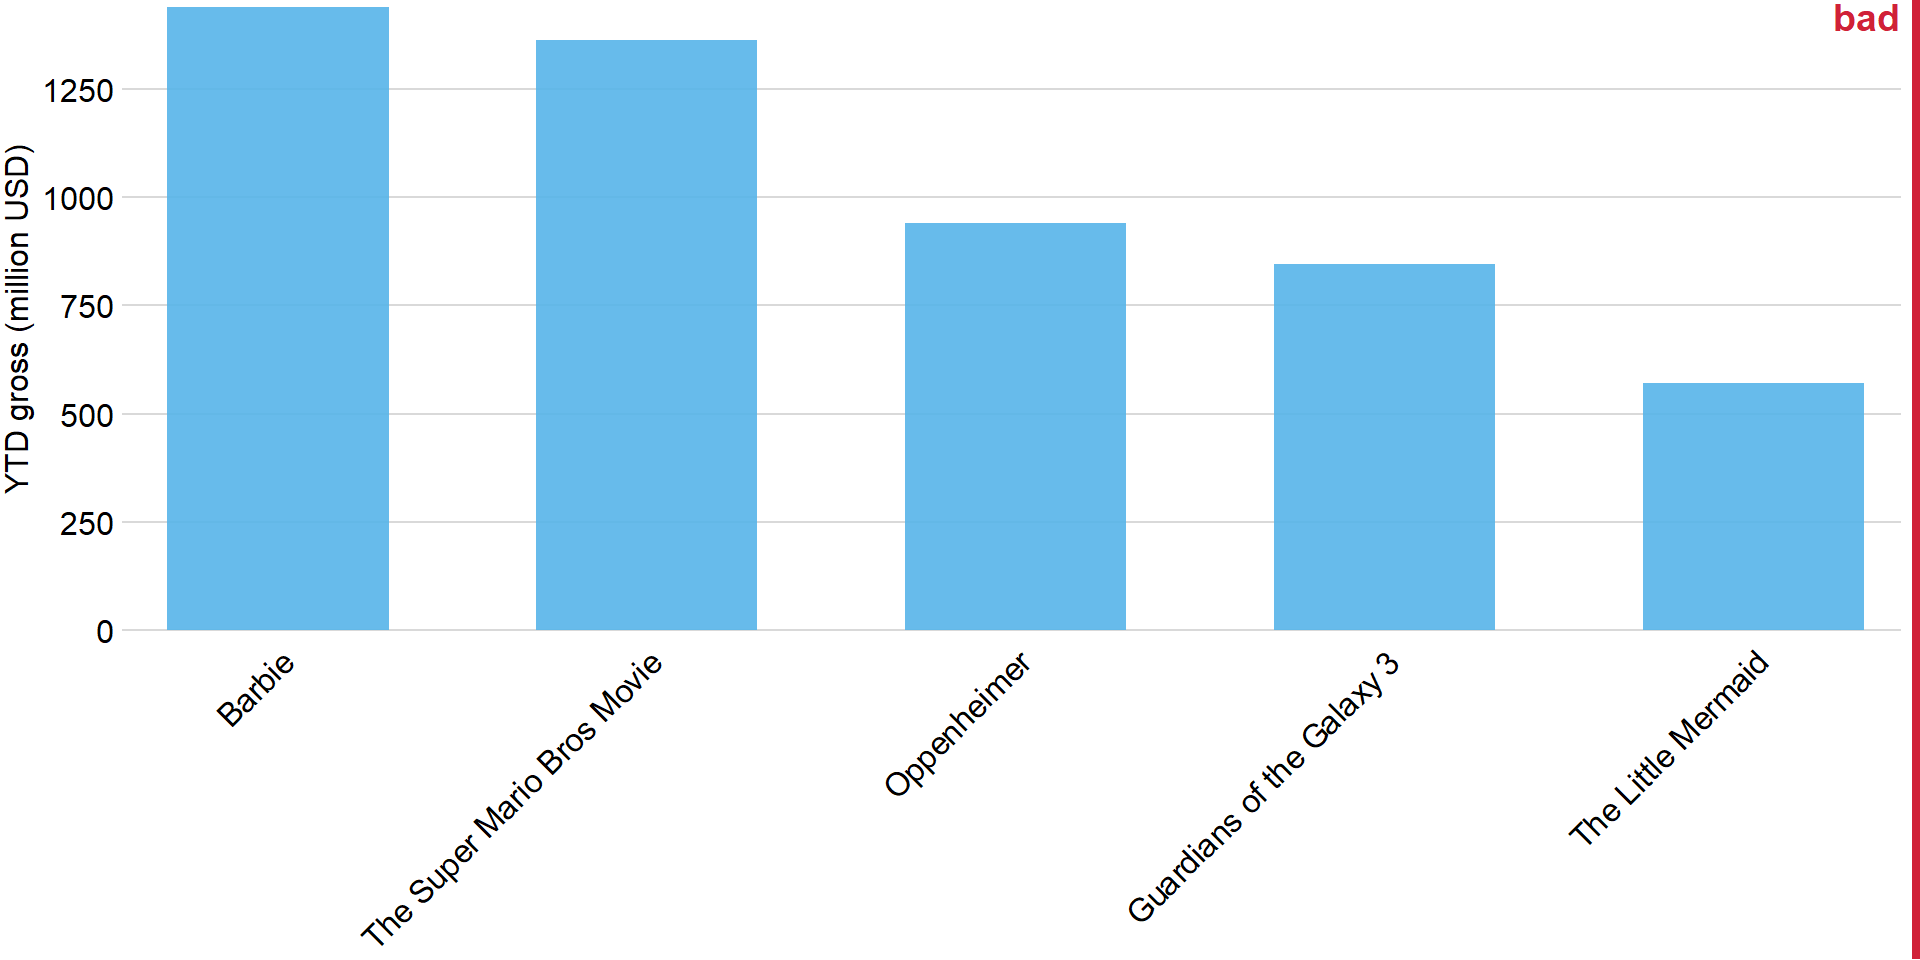 bad
YTD gross (million USD)
1250
1000
750
500
250
0
Barbie
The Super Mario Bros Movie
Oppenheimer
Guardians of the Galaxy 3
The Little Mermaid